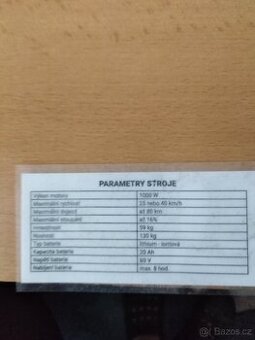 PARAMETRY STROJE
Výkon motoru 1000 W
Maximální rychlost 25 nebo 40 km/h
Maximální dojezd až 80 km
Maximální stoupání až 16%
Hmotnost 59 kg
Nosnost 130 kg
Typ baterie lithium - iontová
Kapacita baterie 20 Ah
Napětí baterie 60 V
Nabíjení baterie max. 8 hod.
Bazos.cz